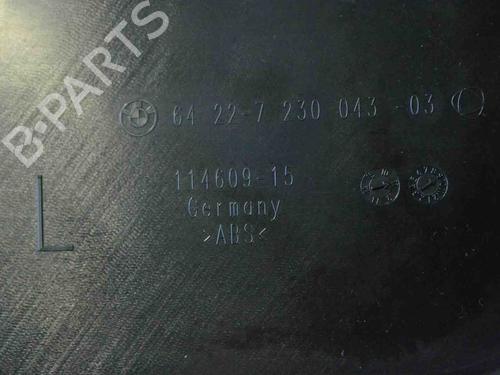 B-PARTS
64 22-7 230 043 -03
114609-15
Germany
>ABS<
L